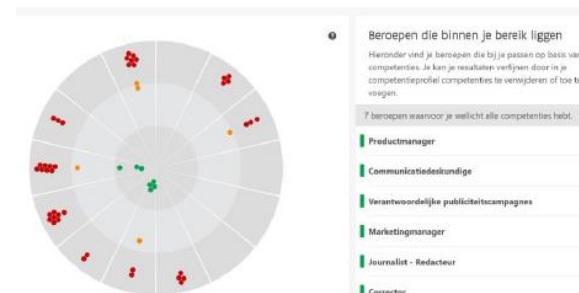 Beroepen die binnen je bereik liggen
Hieronder vind je beroepen die bij je passen op basis van
competenties. Je kan je resultaten verfijnen door in je
competentieprofiel competenties te verwijderen of toe te
voegen.
7 beroepen waarvoor je wellicht alle competenties hebt.
Productmanager
Communicatiedeskundige
Verantwoordelijke publiciteitscampagnes
Marketingmanager
Journalist - Redacteur
Corrector